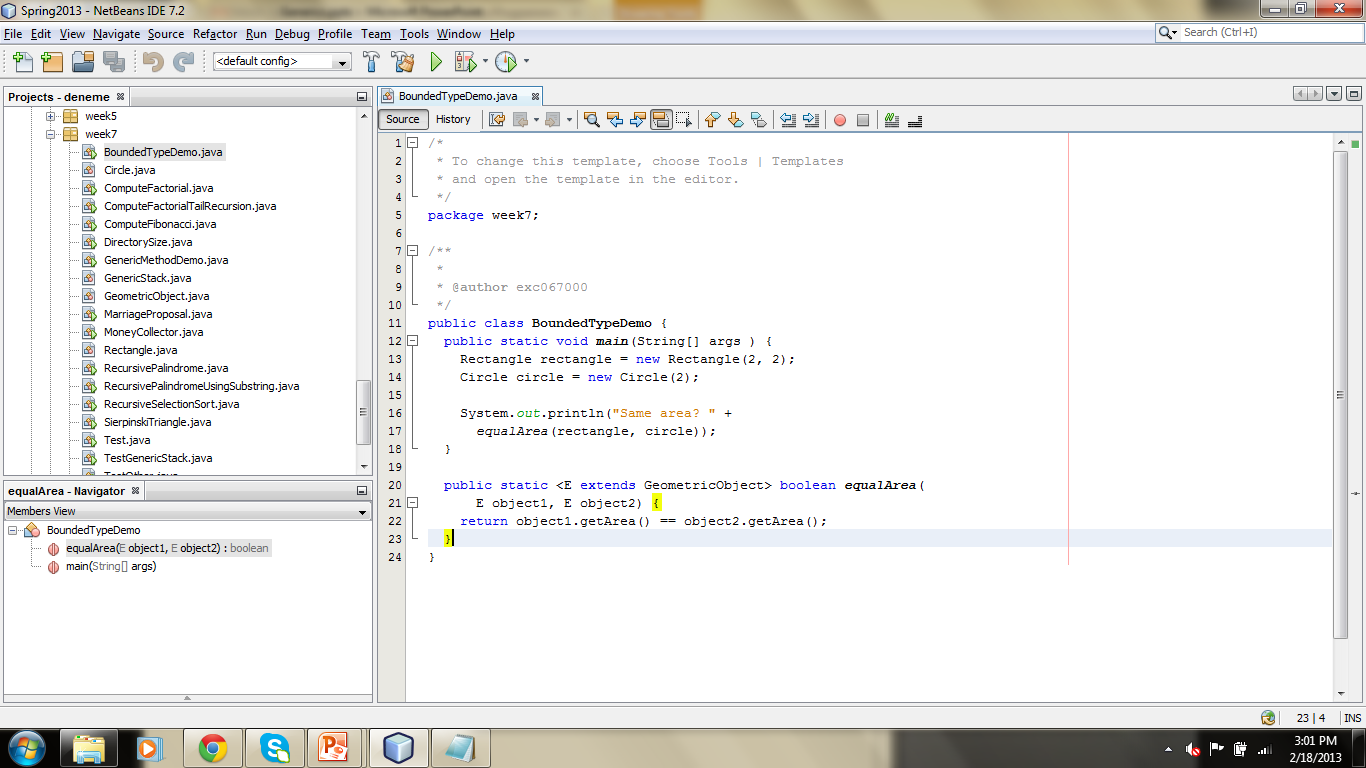 Spring2013 - NetBeans IDE 7.2
File Edit View Navigate Source Refactor Run Debug Profile Team Tools Window Help
Search (Ctrl+I)
<default config>
Projects - deneme
week5
week7
BoundedTypeDemo.java
Circle.java
ComputeFactorial.java
ComputeFactorialTailRecursion.java
ComputeFibonacci.java
DirectorySize.java
GenericMethodDemo.java
GenericStack.java
GeometricObject.java
MarriageProposal.java
MoneyCollector.java
Rectangle.java
RecursivePalindrome.java
RecursivePalindromeUsingSubstring.java
RecursiveSelectionSort.java
SierpinskiTriangle.java
Test.java
TestGenericStack.java
TestOther.java
equalArea - Navigator
Members View
BoundedTypeDemo
equalArea(E object1, E object2) : boolean
main(String[] args)
BoundedTypeDemo.java
Source History
1 /*
2 * To change this template, choose Tools | Templates
3 * and open the template in the editor.
4 */
5 package week7;
6
7 /**
8 *
9 * @author exc067000
10 */
11 public class BoundedTypeDemo {
12 public static void main(String[] args ) {
13 Rectangle rectangle = new Rectangle(2, 2);
14 Circle circle = new Circle(2);
15
16 System.out.println("Same area? " +
17 equalArea(rectangle, circle));
18 }
19
20 public static <E extends GeometricObject> boolean equalArea(
21 E object1, E object2) {
22 return object1.getArea() == object2.getArea();
23 }
24 }
23 | 4 INS
3:01 PM
2/18/2013